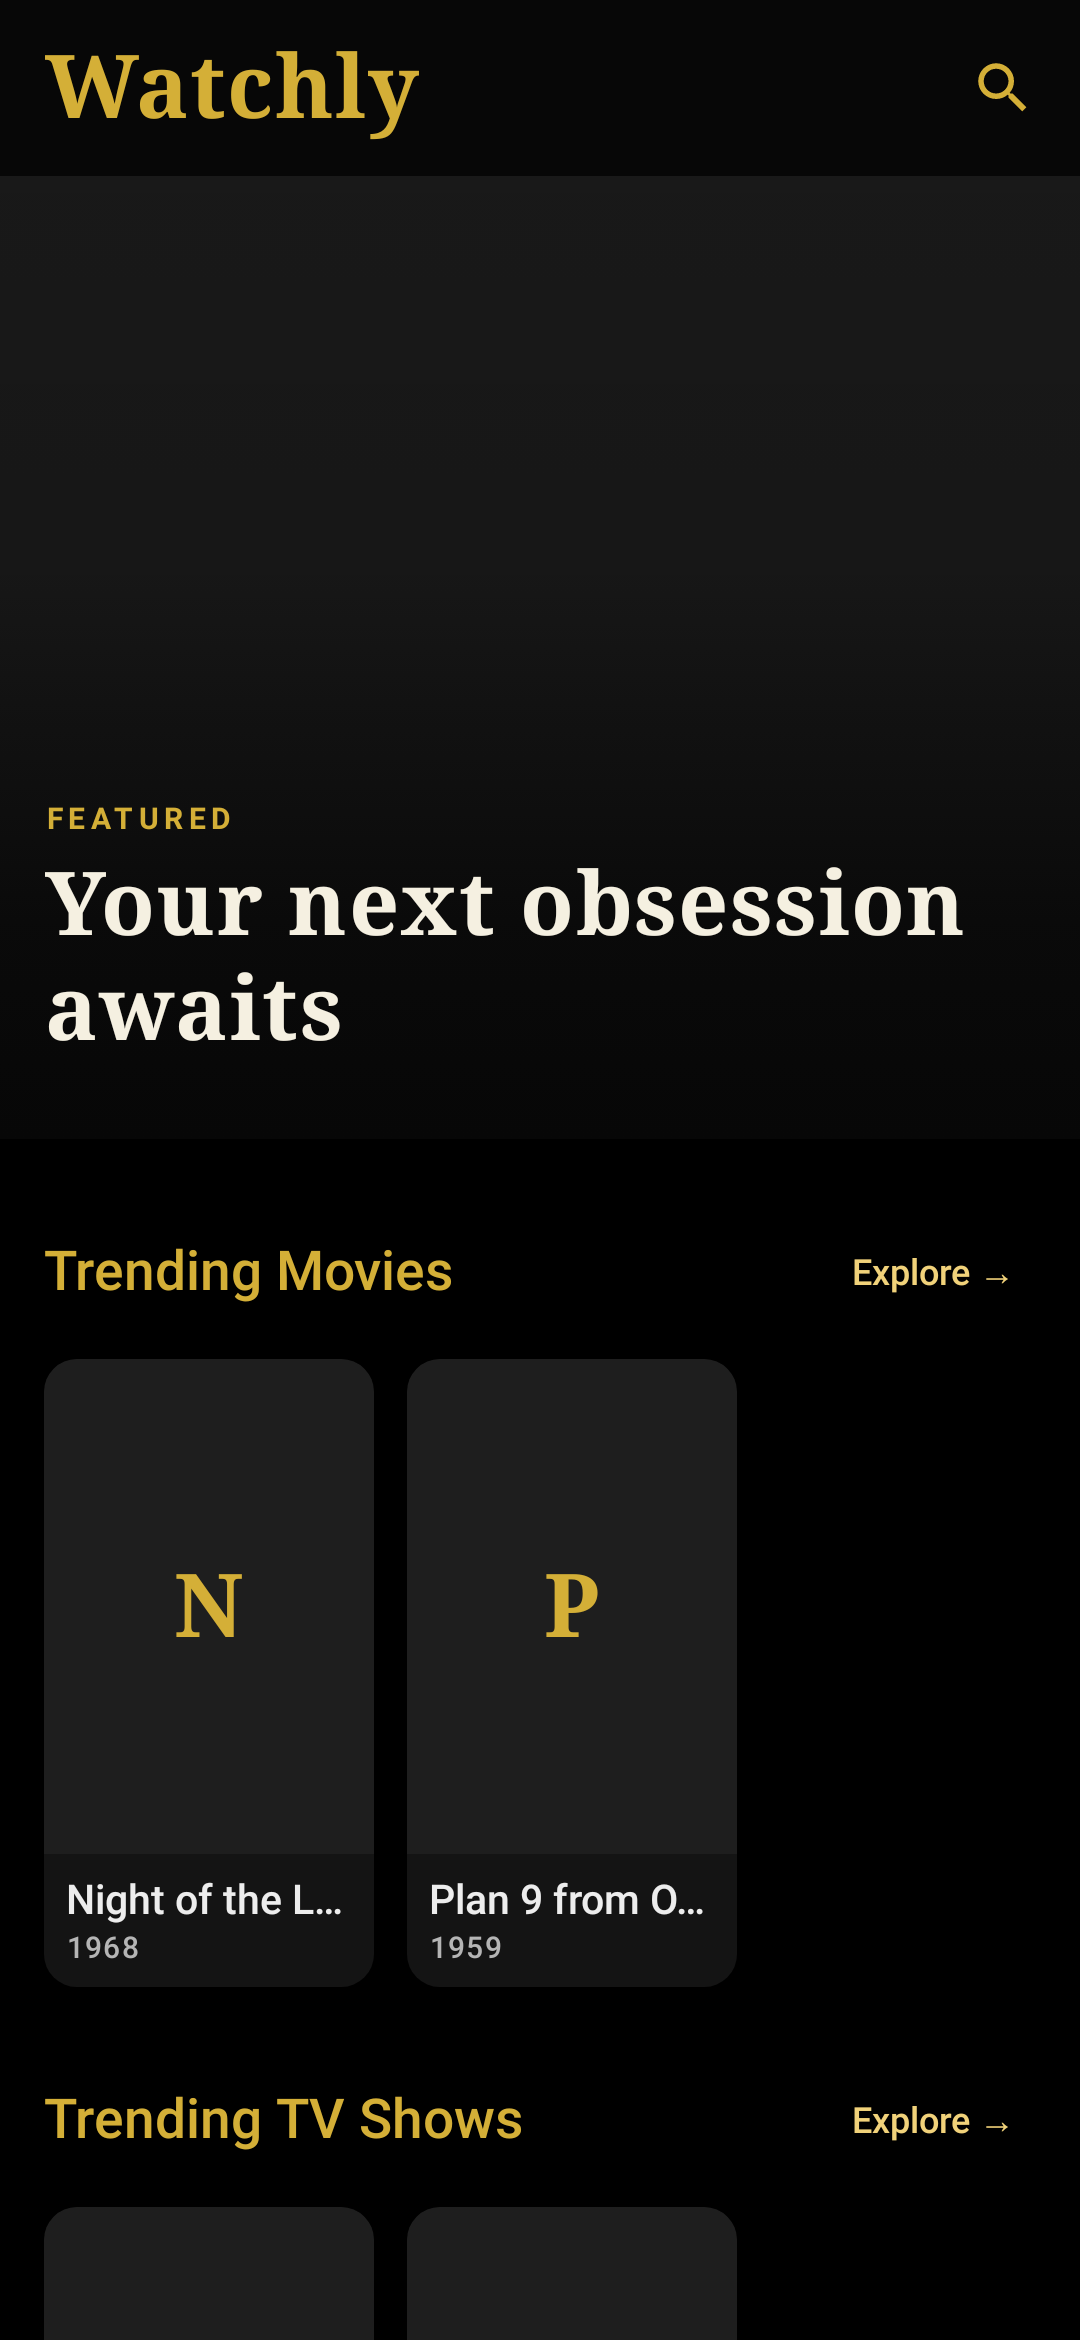 Watchly
FEATURED
Your next obsession
awaits
Trending Movies
Explore →
N
P
Night of the L...
1968
Plan 9 from O...
1959
Trending TV Shows
Explore →